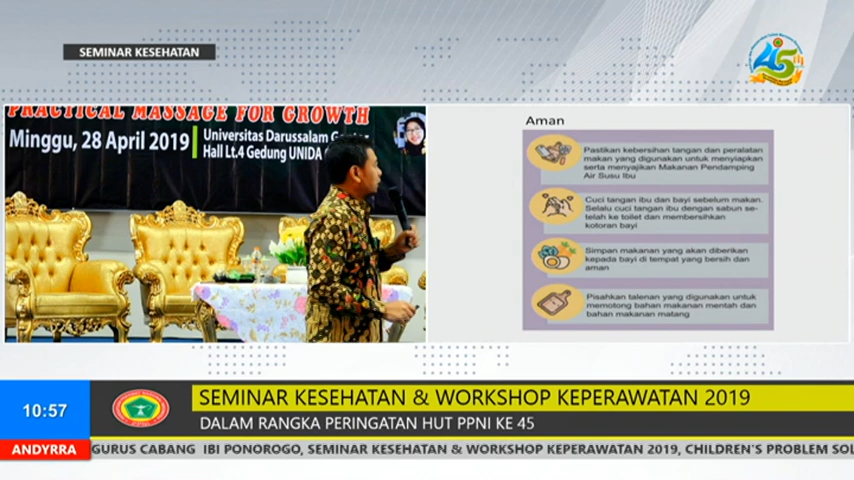 SEMINAR KESEHATAN
45
PRACTICAL MASSAGE FOR GROWTH
Minggu, 28 April 2019
Universitas Darussalam
Hall Lt.4 Gedung UNIDA
Aman
Pastikan kebersihan tangan dan peralatan
makan yang digunakan untuk menyiapkan
serta menyajikan Makanan Pendamping
Air Susu Ibu
Cuci tangan ibu dan bayi sebelum makan.
Selalu cuci tangan ibu dengan sabun se-
telah ke toilet dan membersihkan
kotoran bayi
Simpan makanan yang akan diberikan
kepada bayi di tempat yang bersih dan
aman
Pisahkan talenan yang digunakan untuk
memotong bahan makanan mentah dan
bahan makanan matang
10:57
SEMINAR KESEHATAN & WORKSHOP KEPERAWATAN 2019
DALAM RANGKA PERINGATAN HUT PPNI KE 45
ANDYRRA
GURUS CABANG IBI PONOROGO, SEMINAR KESEHATAN & WORKSHOP KEPERAWATAN 2019, CHILDREN'S PROBLEM SOL